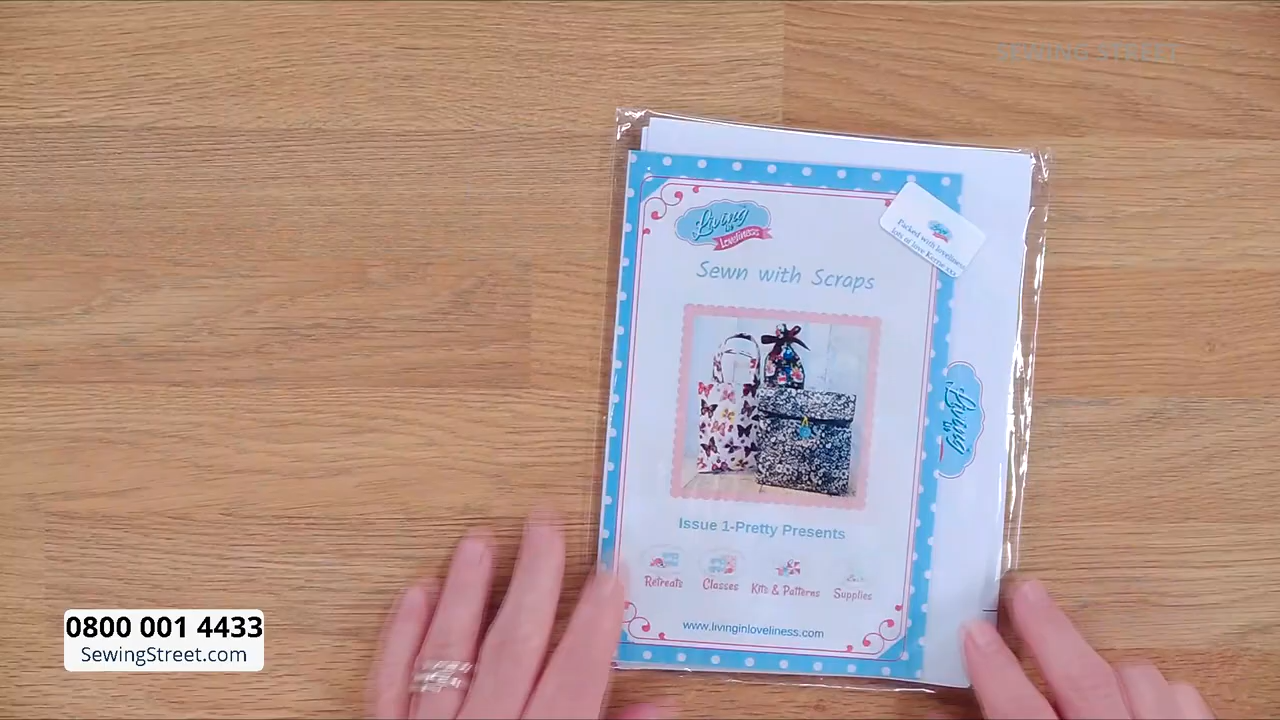 SEWING STREET
Living
in
Loveliness
Packed with loveliness
lots of love Kerrie xxx
Sewn with Scraps
Living
Issue 1-Pretty Presents
Retreats
Classes
Kits & Patterns
Supplies
www.livinginloveliness.com
0800 001 4433
SewingStreet.com